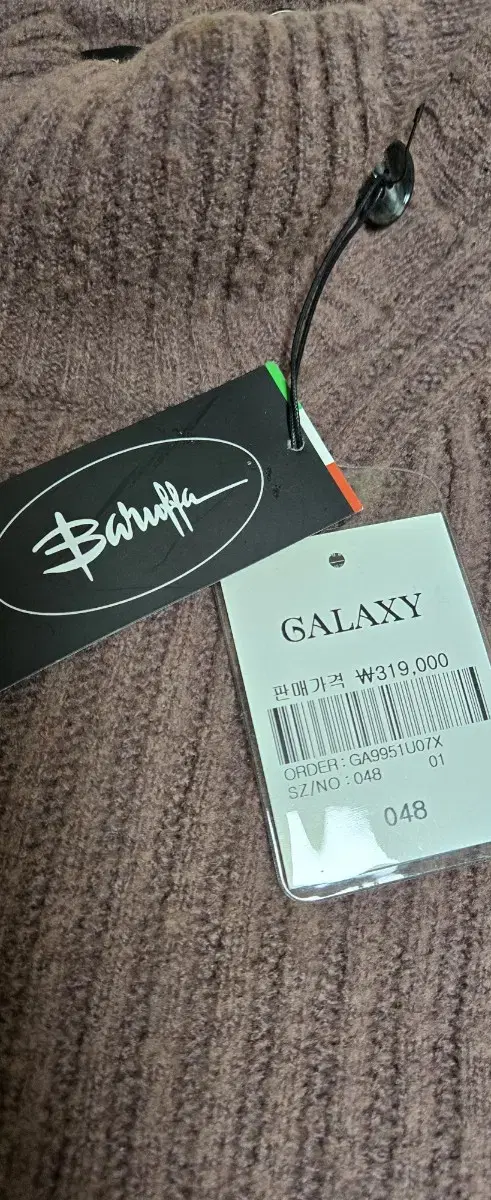 Baruffa
GALAXY
판매가격 ₩319,000
ORDER : GA9951U07X
SZ/NO : 048 01
048